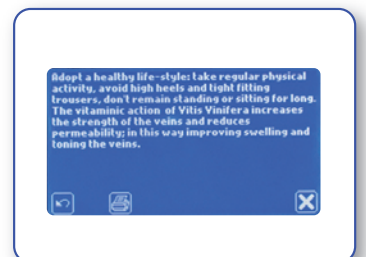 Adopt a healthy life-style: take regular physical
activity, avoid high heels and tight fitting
trousers, don't remain standing or sitting for long.
The vitaminic action of Vitis Vinifera increases
the strength of the veins and reduces
permeability; in this way improving swelling and
toning the veins.